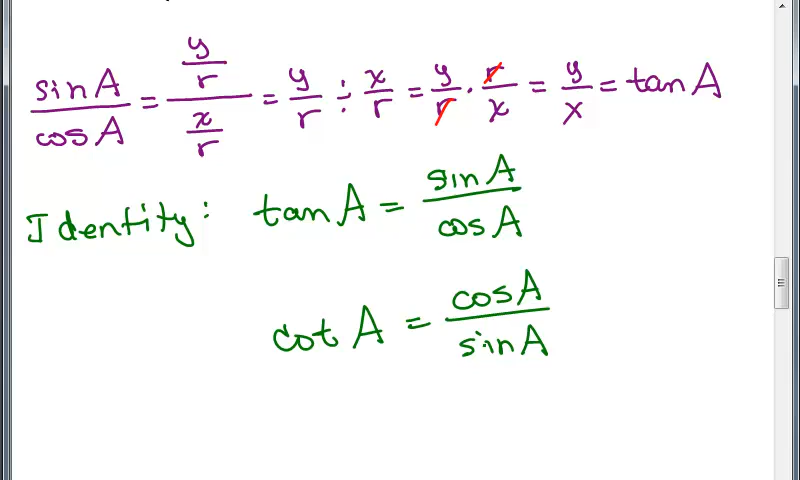 sinA/cosA = (y/r)/(x/r) = y/r ÷ x/r = y/r · r/x = y/x = tanA
Identity: tanA = sinA/cosA
cotA = cosA/sinA